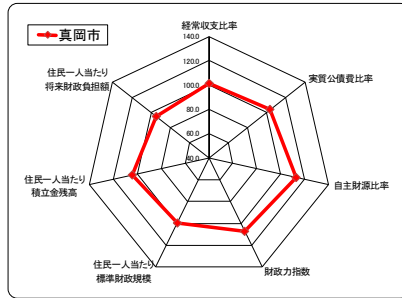 真岡市
経常収支比率
140.0
120.0
100.0
80.0
60.0
40.0
実質公債費比率
自主財源比率
財政力指数
住民一人当たり
標準財政規模
住民一人当たり
積立金残高
住民一人当たり
将来財政負担額